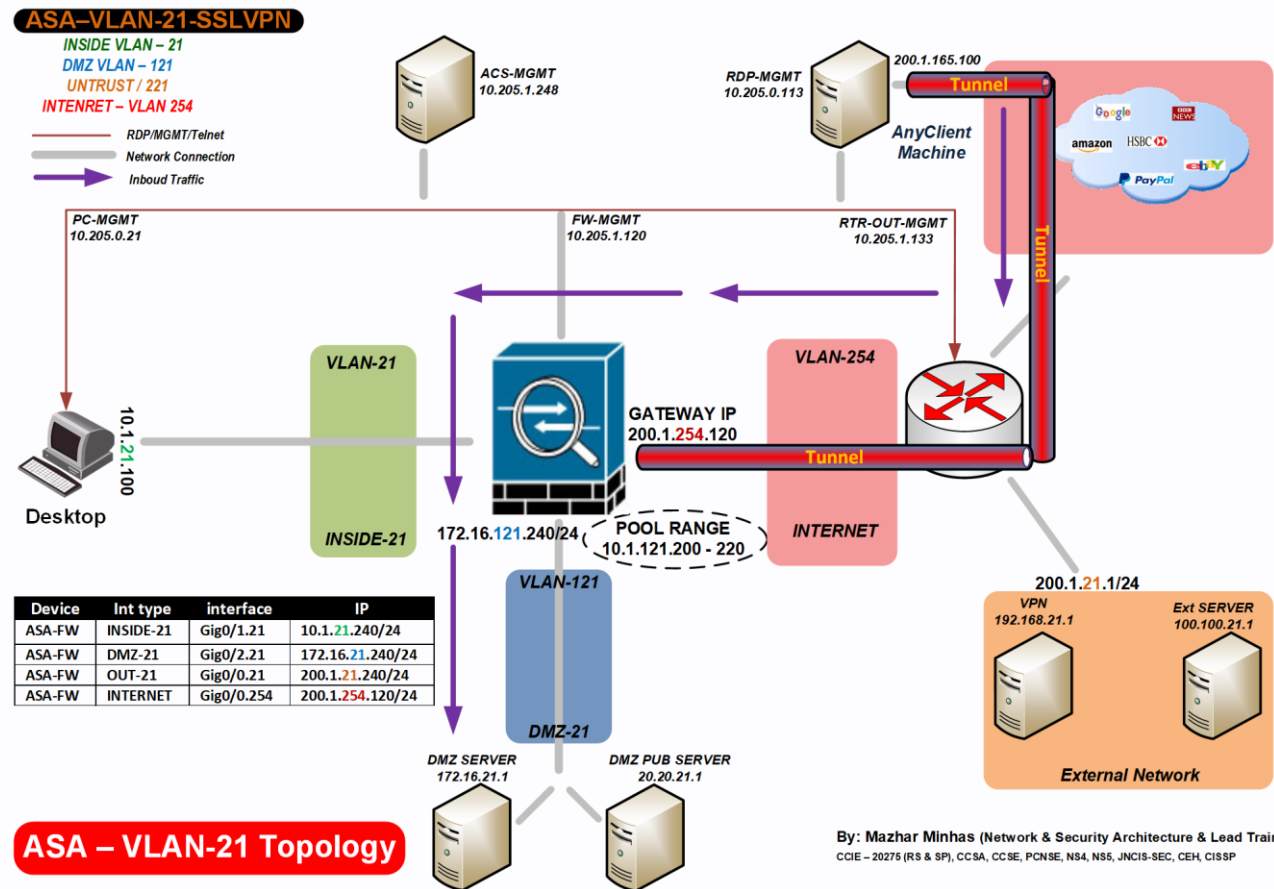 ASA–VLAN-21-SSLVPN
INSIDE VLAN – 21
DMZ VLAN – 121
UNTRUST / 221
INTENRET – VLAN 254
RDP/MGMT/Telnet
Network Connection
Inboud Traffic
ACS-MGMT
10.205.1.248
RDP-MGMT
10.205.0.113
200.1.165.100
Tunnel
AnyClient
Machine
Google
BBC
NEWS
amazon
HSBC
ebay
PayPal
PC-MGMT
10.205.0.21
FW-MGMT
10.205.1.120
RTR-OUT-MGMT
10.205.1.133
Tunnel
VLAN-21
INSIDE-21
VLAN-254
INTERNET
10.1.21.100
Desktop
GATEWAY IP
200.1.254.120
Tunnel
172.16.121.240/24
POOL RANGE
10.1.121.200 - 220
VLAN-121
DMZ-21
200.1.21.1/24
VPN
192.168.21.1
Ext SERVER
100.100.21.1
External Network
Device Int type interface IP
ASA-FW INSIDE-21 Gig0/1.21 10.1.21.240/24
ASA-FW DMZ-21 Gig0/2.21 172.16.21.240/24
ASA-FW OUT-21 Gig0/0.21 200.1.21.240/24
ASA-FW INTERNET Gig0/0.254 200.1.254.120/24
DMZ SERVER
172.16.21.1
DMZ PUB SERVER
20.20.21.1
ASA – VLAN-21 Topology
By: Mazhar Minhas (Network & Security Architecture & Lead Train
CCIE – 20275 (RS & SP), CCSA, CCSE, PCNSE, NS4, NS5, JNCIS-SEC, CEH, CISSP